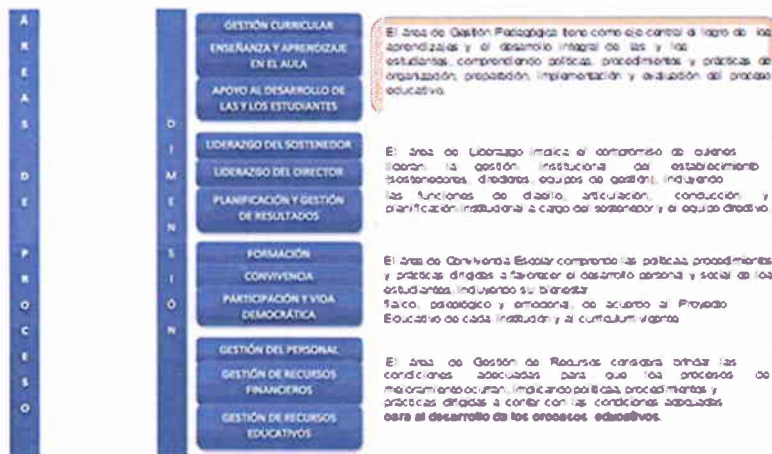 ÁREAS DE PROCESO
DIMENSIÓN
GESTIÓN CURRICULAR
ENSEÑANZA Y APRENDIZAJE
EN EL AULA
APOYO AL DESARROLLO DE
LAS Y LOS ESTUDIANTES
El área de Gestión Pedagógica tiene como eje central el logro de los
aprendizajes y el desarrollo integral de las y los
estudiantes, comprendiendo políticas, procedimientos y prácticas de
organización, preparación, implementación y evaluación del proceso
educativo.
LIDERAZGO DEL SOSTENEDOR
LIDERAZGO DEL DIRECTOR
PLANIFICACIÓN Y GESTIÓN
DE RESULTADOS
El área de Liderazgo implica el compromiso de quienes
lideran la gestión institucional del establecimiento
(sostenedores, directores, equipos de gestión), incluyendo
las funciones de diseño, articulación, conducción y
planificación institucional a cargo del sostenedor y el equipo directivo.
FORMACIÓN
CONVIVENCIA
PARTICIPACIÓN Y VIDA
DEMOCRÁTICA
El área de Convivencia Escolar comprende las políticas, procedimientos
y prácticas dirigidas a favorecer el desarrollo personal y social de los
estudiantes, incluyendo su bienestar
físico, psicológico y emocional, de acuerdo al Proyecto
Educativo de cada institución y al curriculum vigente.
GESTIÓN DEL PERSONAL
GESTIÓN DE RECURSOS
FINANCIEROS
GESTIÓN DE RECURSOS
EDUCATIVOS
El área de Gestión de Recursos considera brindar las
condiciones adecuadas para que los procesos de
mejoramiento ocurran, implicando políticas, procedimientos y
prácticas dirigidas a contar con las condiciones adecuadas
para el desarrollo de los procesos educativos.